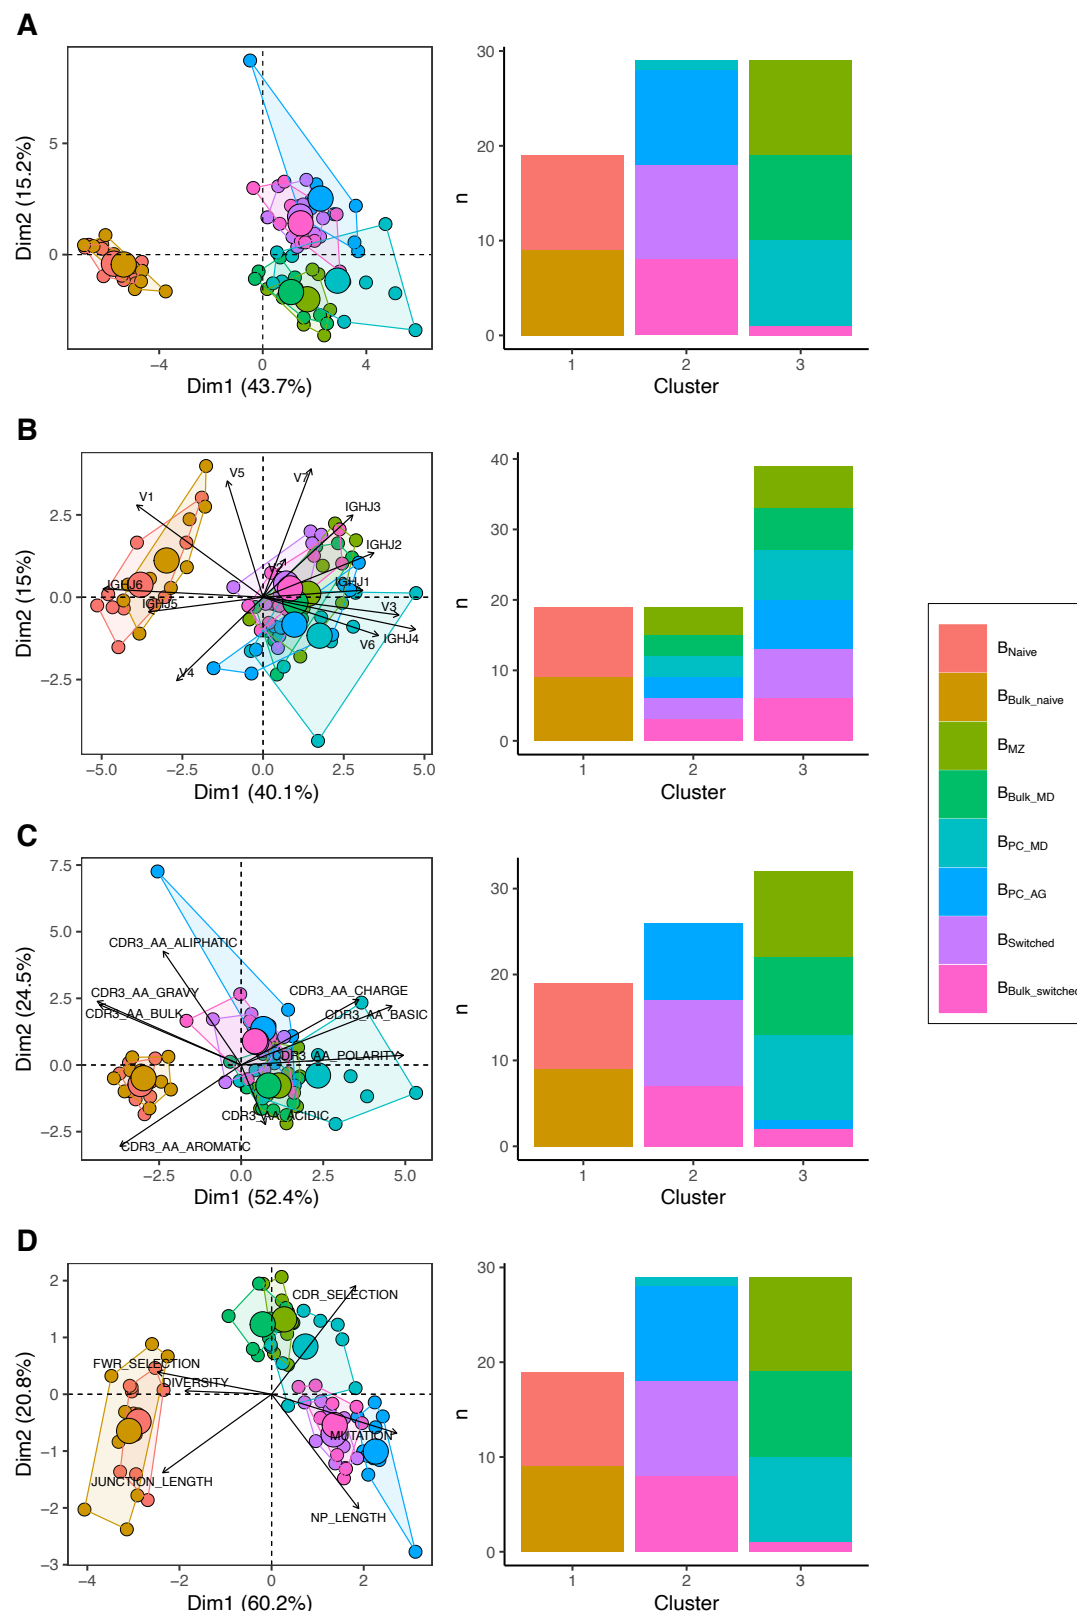 A
Dim2 (15.2%)
5
0
−4
0
4
Dim1 (43.7%)
n
30
20
10
0
1
2
3
Cluster
B
Dim2 (15%)
2.5
0.0
−2.5
V1
V5
V7
IGHJ3
IGHJ2
V2
IGHJ1
IGHJ6
IGHJ5
V3
IGHJ4
V6
V4
−5.0
−2.5
0.0
2.5
5.0
Dim1 (40.1%)
n
40
30
20
10
0
1
2
3
Cluster
C
Dim2 (24.5%)
7.5
5.0
2.5
0.0
−2.5
CDR3_AA_ALIPHATIC
CDR3_AA_GRAVY
CDR3_AA_BULK
CDR3_AA_CHARGE
CDR3_AA_BASIC
CDR3_AA_POLARITY
CDR3_AA_ACIDIC
CDR3_AA_AROMATIC
−2.5
0.0
2.5
5.0
Dim1 (52.4%)
n
30
20
10
0
1
2
3
Cluster
D
Dim2 (20.8%)
2
1
0
−1
−2
−3
CDR_SELECTION
FWR_SELECTION
DIVERSITY
MUTATION
JUNCTION_LENGTH
NP_LENGTH
−4
−2
0
2
Dim1 (60.2%)
n
30
20
10
0
1
2
3
Cluster
BNaive
BBulk_naive
BMZ
BBulk_MD
BPC_MD
BPC_AG
BSwitched
BBulk_switched